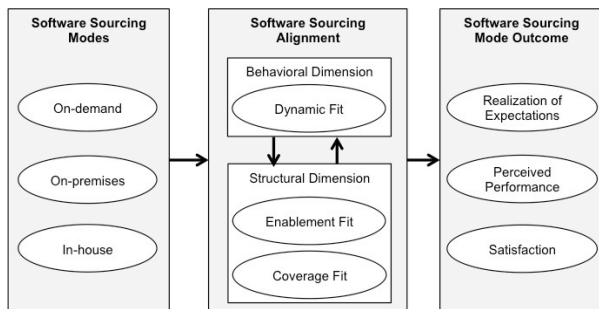 Software Sourcing
Modes
On-demand
On-premises
In-house
Software Sourcing
Alignment
Behavioral Dimension
Dynamic Fit
Structural Dimension
Enablement Fit
Coverage Fit
Software Sourcing
Mode Outcome
Realization of
Expectations
Perceived
Performance
Satisfaction